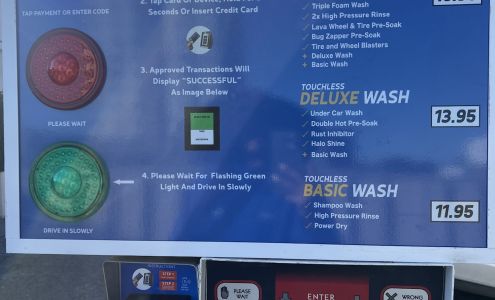 TAP PAYMENT OR ENTER CODE
Seconds Or Insert Credit Card
3. Approved Transactions Will
Display "SUCCESSFUL"
As Image Below
PLEASE WAIT
4. Please Wait For Flashing Green
Light And Drive In Slowly
DRIVE IN SLOWLY
Triple Foam Wash
2x High Pressure Rinse
Lava Wheel & Tire Pre-Soak
Bug Zapper Pre-Soak
Tire and Wheel Blasters
+ Deluxe Wash
+ Basic Wash
TOUCHLESS
DELUXE WASH
13.95
Under Car Wash
Double Hot Pre-Soak
Rust Inhibitor
Halo Shine
+ Basic Wash
TOUCHLESS
BASIC WASH
11.95
Shampoo Wash
High Pressure Rinse
Power Dry
INSTRUCTIONS
STEP 1
STEP 2
PLEASE
WAIT
ENTER
WRONG